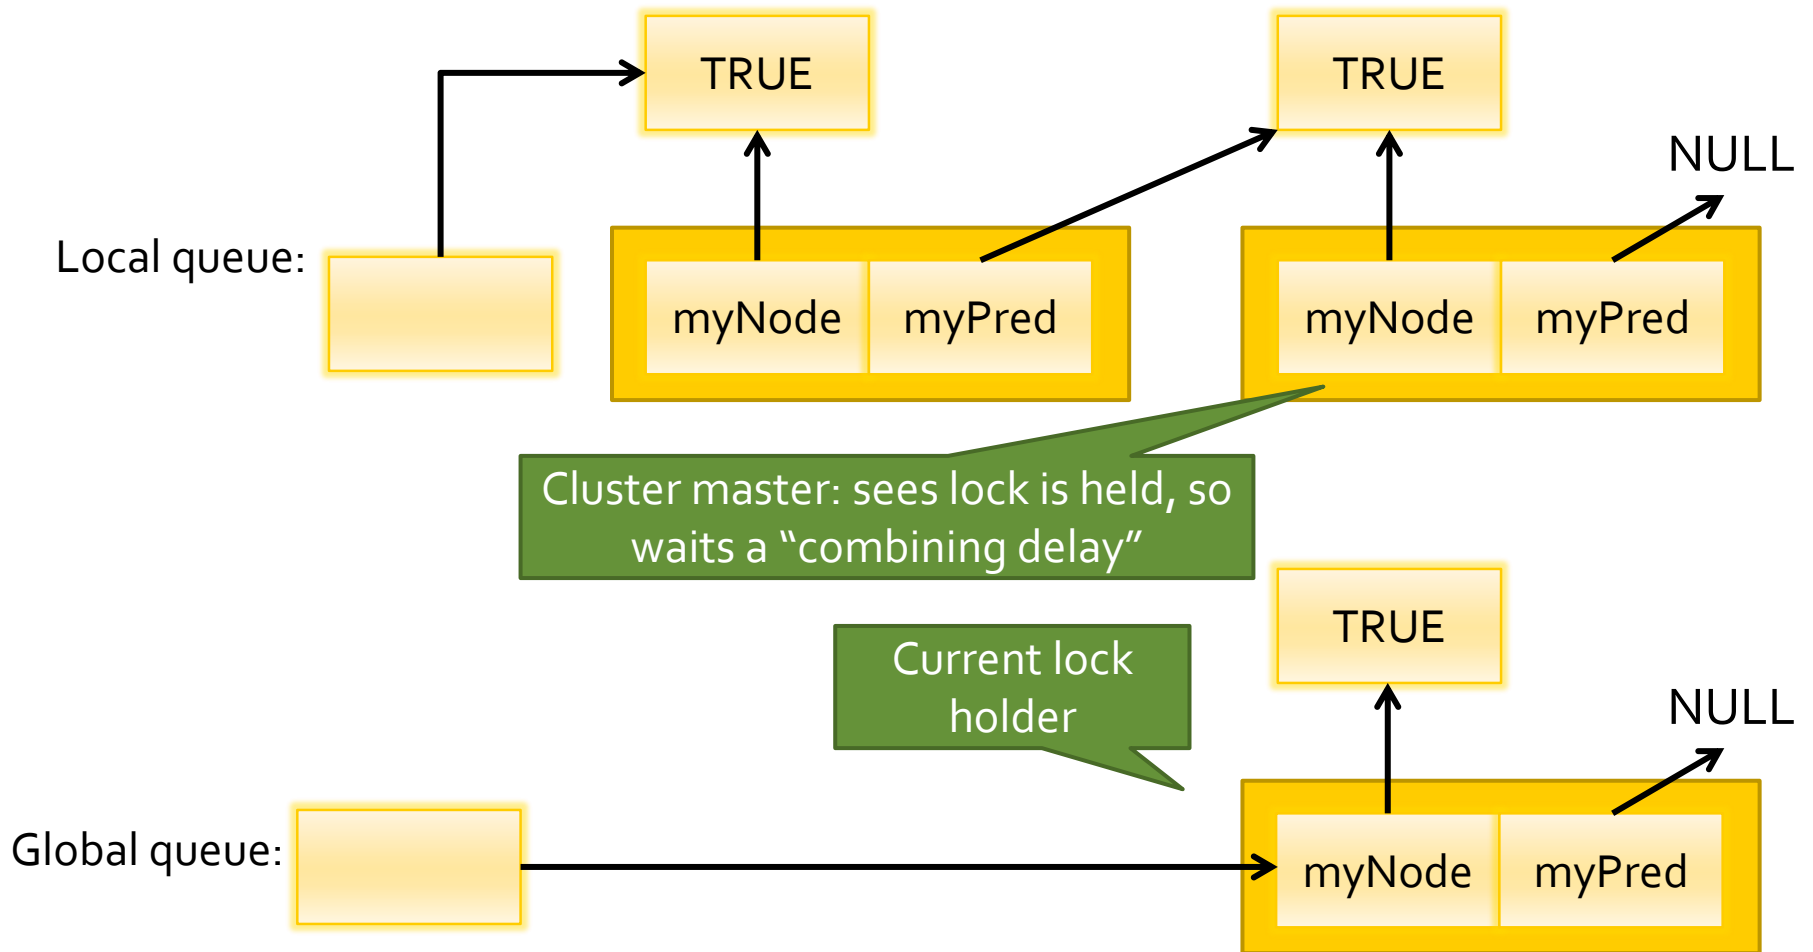 TRUE
TRUE
NULL
Local queue:
myNode
myPred
myNode
myPred
Cluster master: sees lock is held, so
waits a “combining delay”
TRUE
Current lock
holder
NULL
Global queue:
myNode
myPred